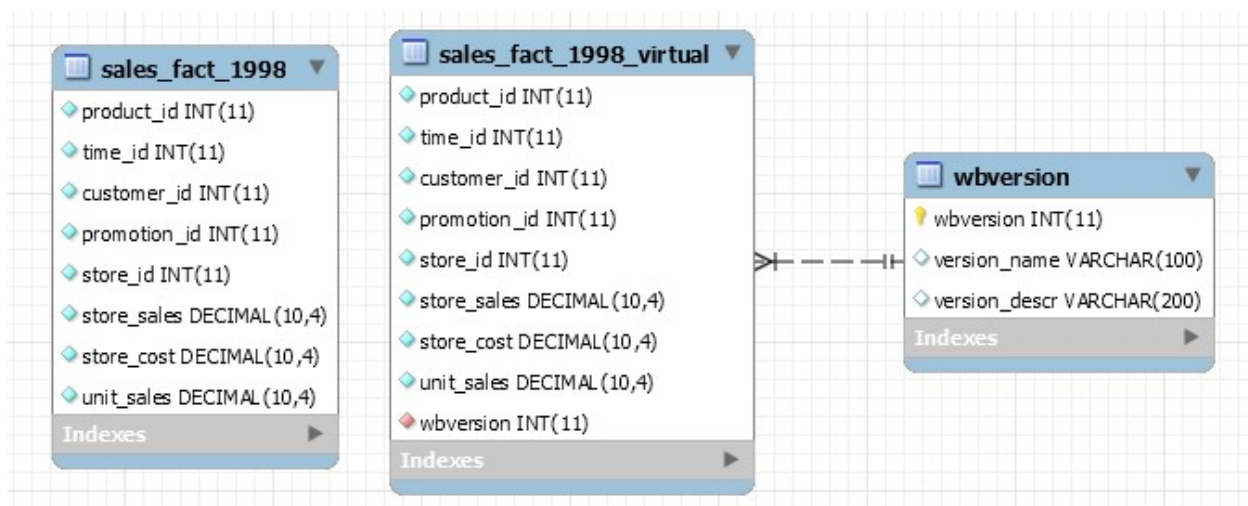 sales_fact_1998
product_id INT(11)
time_id INT(11)
customer_id INT(11)
promotion_id INT(11)
store_id INT(11)
store_sales DECIMAL(10,4)
store_cost DECIMAL(10,4)
unit_sales DECIMAL(10,4)
Indexes
sales_fact_1998_virtual
product_id INT(11)
time_id INT(11)
customer_id INT(11)
promotion_id INT(11)
store_id INT(11)
store_sales DECIMAL(10,4)
store_cost DECIMAL(10,4)
unit_sales DECIMAL(10,4)
wbversion INT(11)
Indexes
wbversion
wbversion INT(11)
version_name VARCHAR(100)
version_descr VARCHAR(200)
Indexes